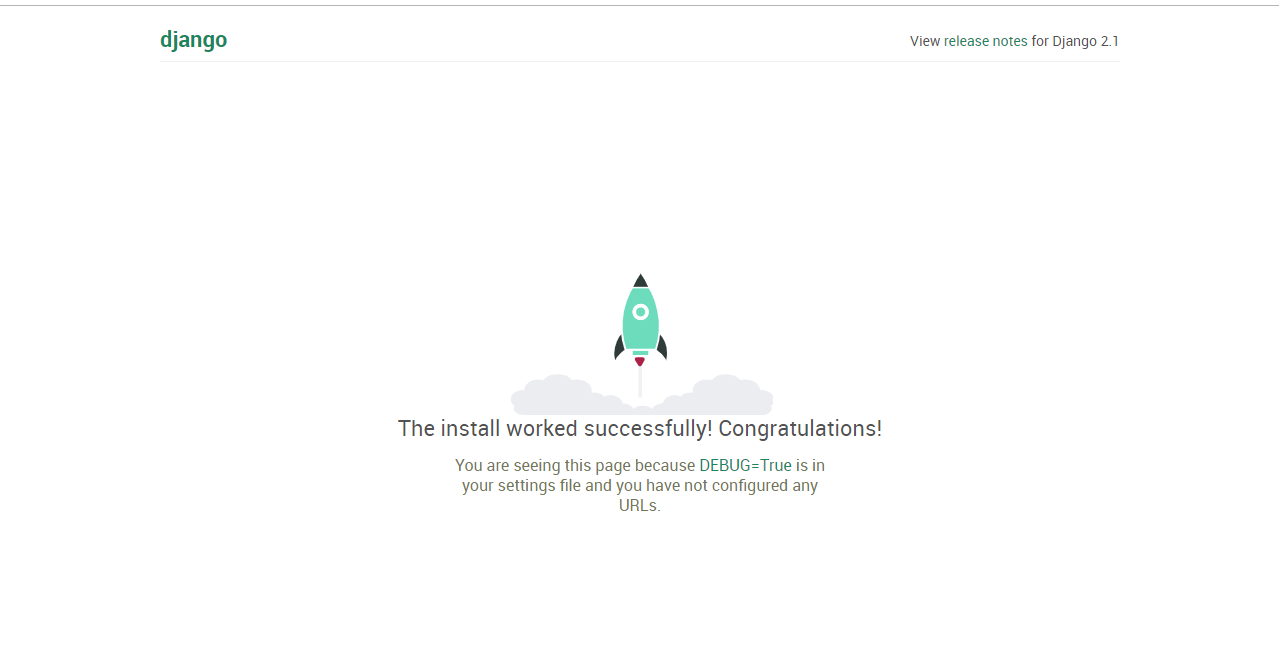 django
View release notes for Django 2.1
The install worked successfully! Congratulations!
You are seeing this page because DEBUG=True is in
your settings file and you have not configured any
URLs.